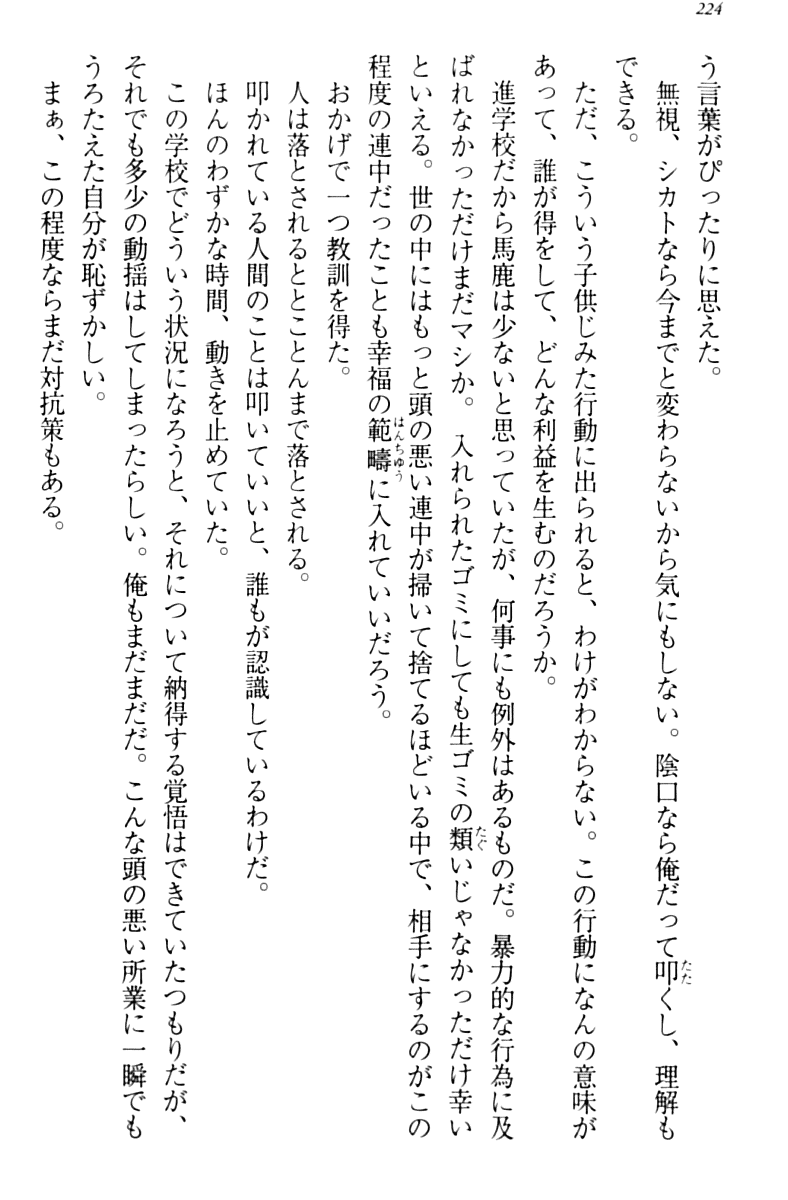 224
う言葉がぴったりに思えた。
無視、シカトなら今までと変わらないから気にもしない。陰口なら俺だって叩くし、理解も
できる。
ただ、こういう子供じみた行動に出られると、わけがわからない。この行動になんの意味が
あって、誰が得をして、どんな利益を生むのだろうか。
進学校だから馬鹿は少ないと思っていたが、何事にも例外はあるものだ。暴力的な行為に及
ばれなかっただけまだマシか。入れられたゴミにしても生ゴミの類いじゃなかっただけ幸い
といえる。世の中にはもっと頭の悪い連中が掃いて捨てるほどいる中で、相手にするのがこの
程度の連中だったことも幸福の範疇に入れていいだろう。
おかげで一つ教訓を得た。
人は落とされるととことんまで落とされる。
叩かれている人間のことは叩いていいと、誰もが認識しているわけだ。
ほんのわずかな時間、動きを止めていた。
この学校でどういう状況になろうと、それについて納得する覚悟はできていたつもりだが、
それでも多少の動揺はしてしまったらしい。俺もまだまだだ。こんな頭の悪い所業に一瞬でも
うろたえた自分が恥ずかしい。
まぁ、この程度ならまだ対抗策もある。